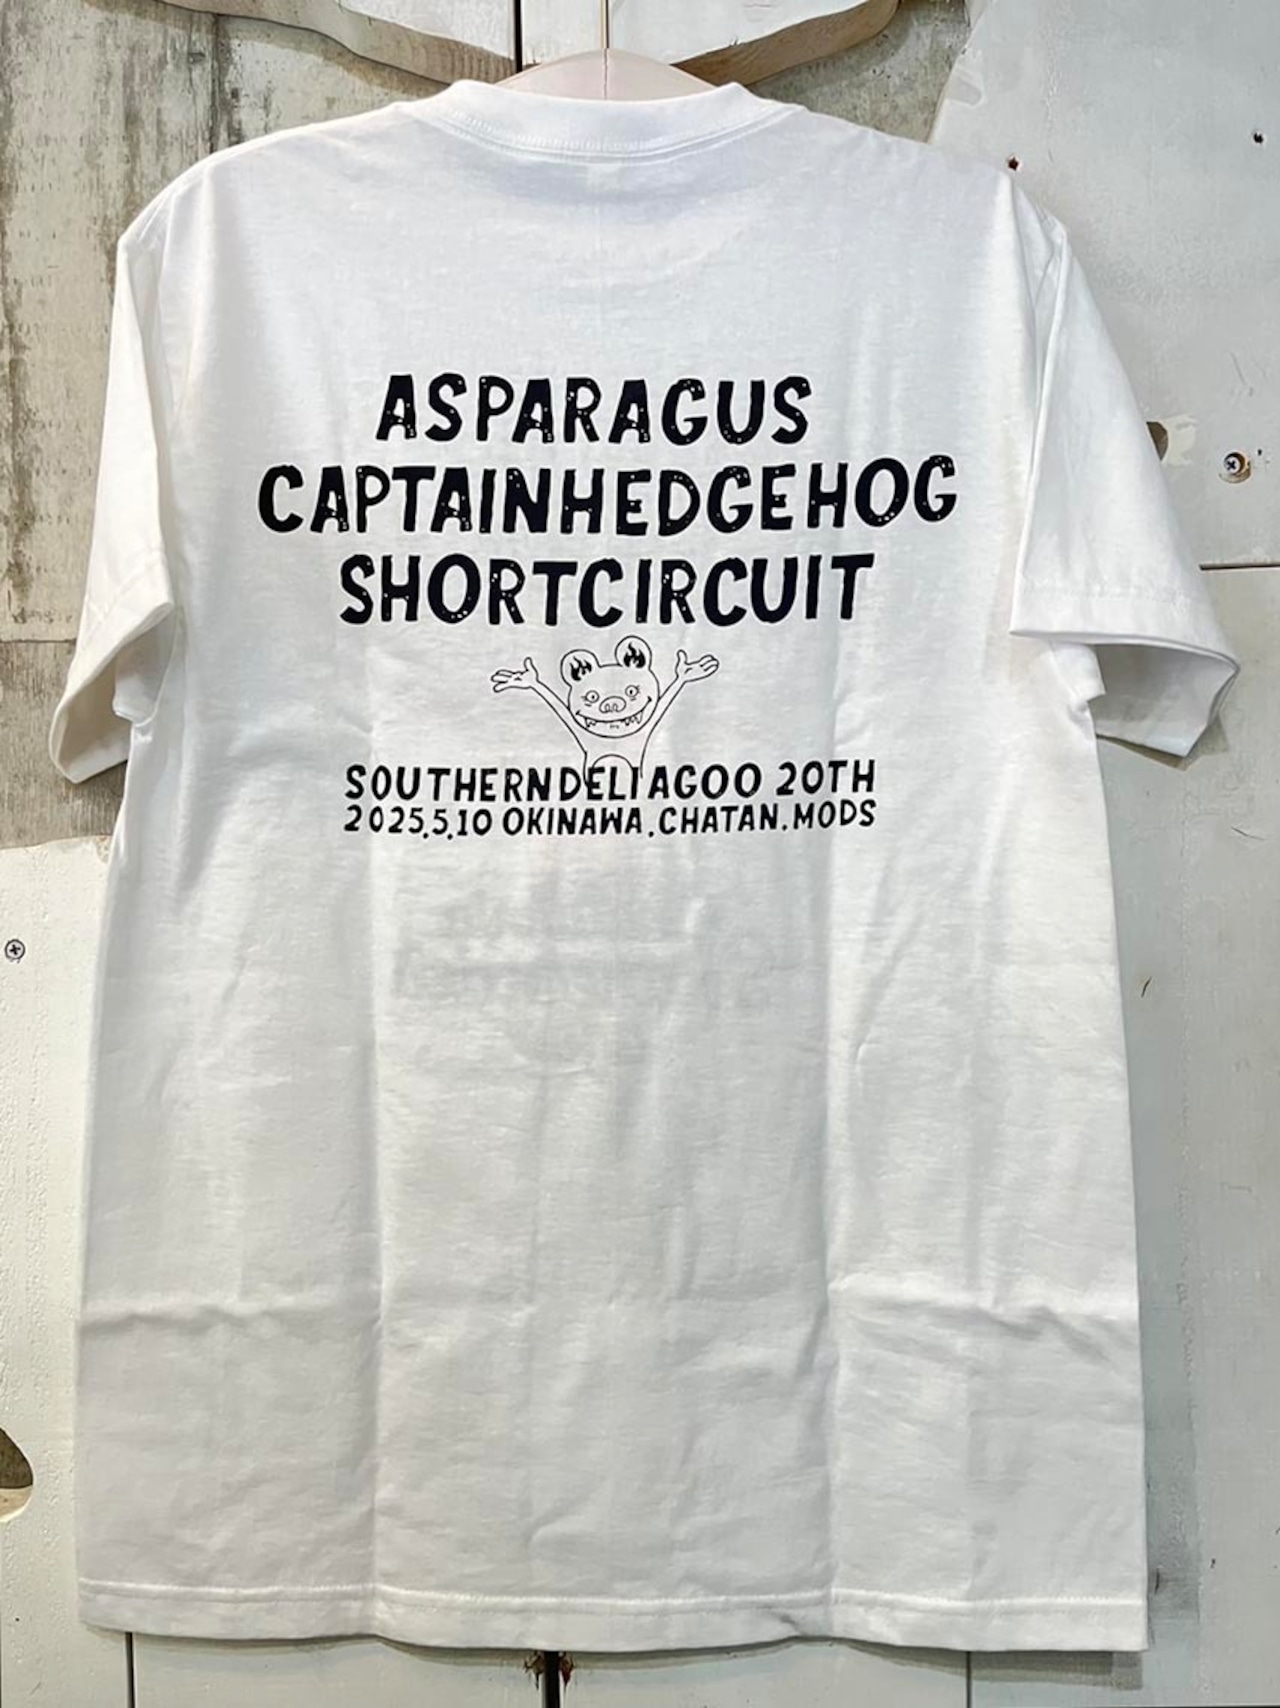 ASPARAGUS
CAPTAINHEDGEHOG
SHORTCIRCUIT
SOUTHERNDELI AGOO 20TH
2025.5.10 OKINAWA.CHATAN.MODS